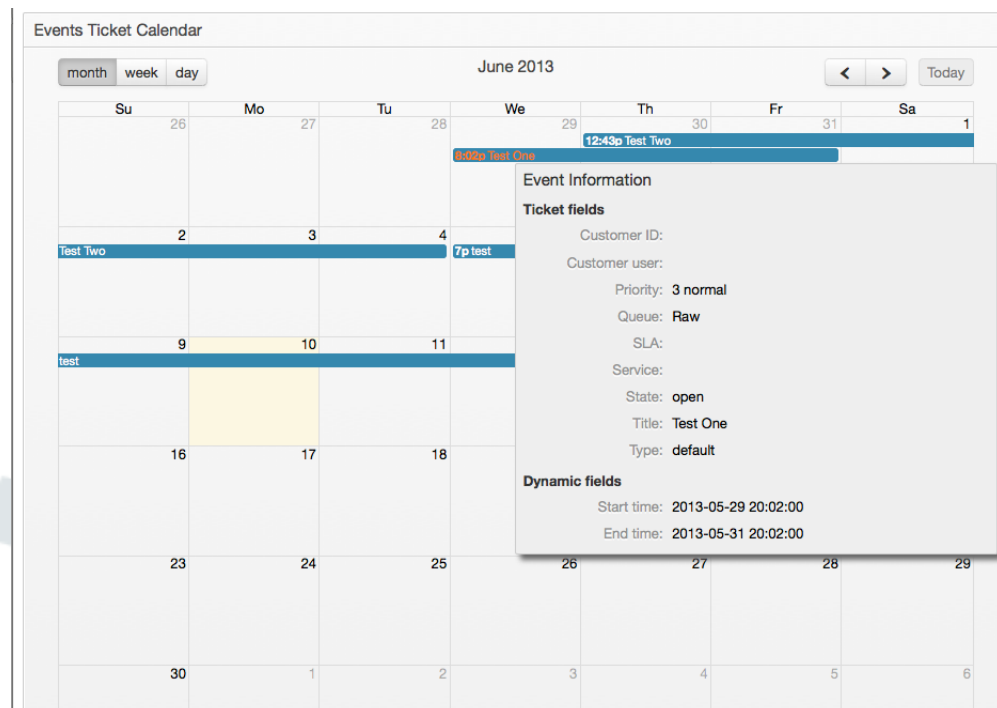 Events Ticket Calendar
month week day June 2013 < > Today
Su Mo Tu We Th Fr Sa
26 27 28 29 30 31 1
12:43p Test Two
8:02p Test One
Event Information
Ticket fields
Customer ID:
Customer user:
Priority: 3 normal
Queue: Raw
SLA:
Service:
State: open
Title: Test One
Type: default
Dynamic fields
Start time: 2013-05-29 20:02:00
End time: 2013-05-31 20:02:00
2 3 4
Test Two 7p test
9 10 11
test
16 17 18
23 24 25 26 27 28 29
30 1 2 3 4 5 6